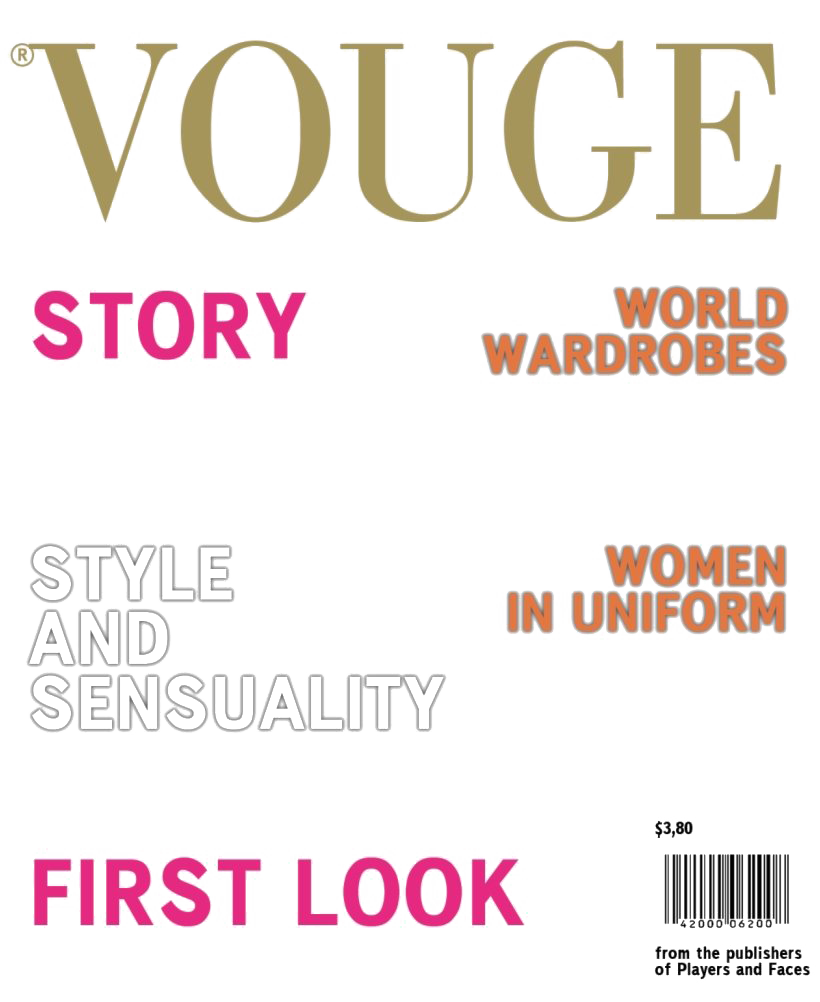 ® VOUGE
STORY
WORLD
WARDROBES
STYLE
AND
SENSUALITY
WOMEN
IN UNIFORM
FIRST LOOK
$3,80
42000 06200
from the publishers
of Players and Faces